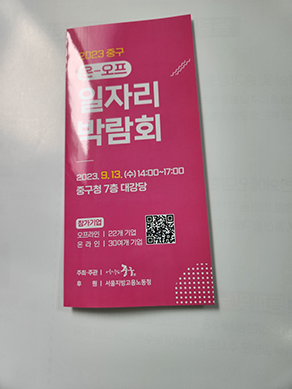 2023 중구
온-오프
일자리
박람회
2023. 9. 13. (수) 14:00~17:00
중구청 7층 대강당
참가기업
오프라인 | 22개 기업
온 라 인 | 30여개 기업
주최·주관 |
후 원 | 서울지방고용노동청